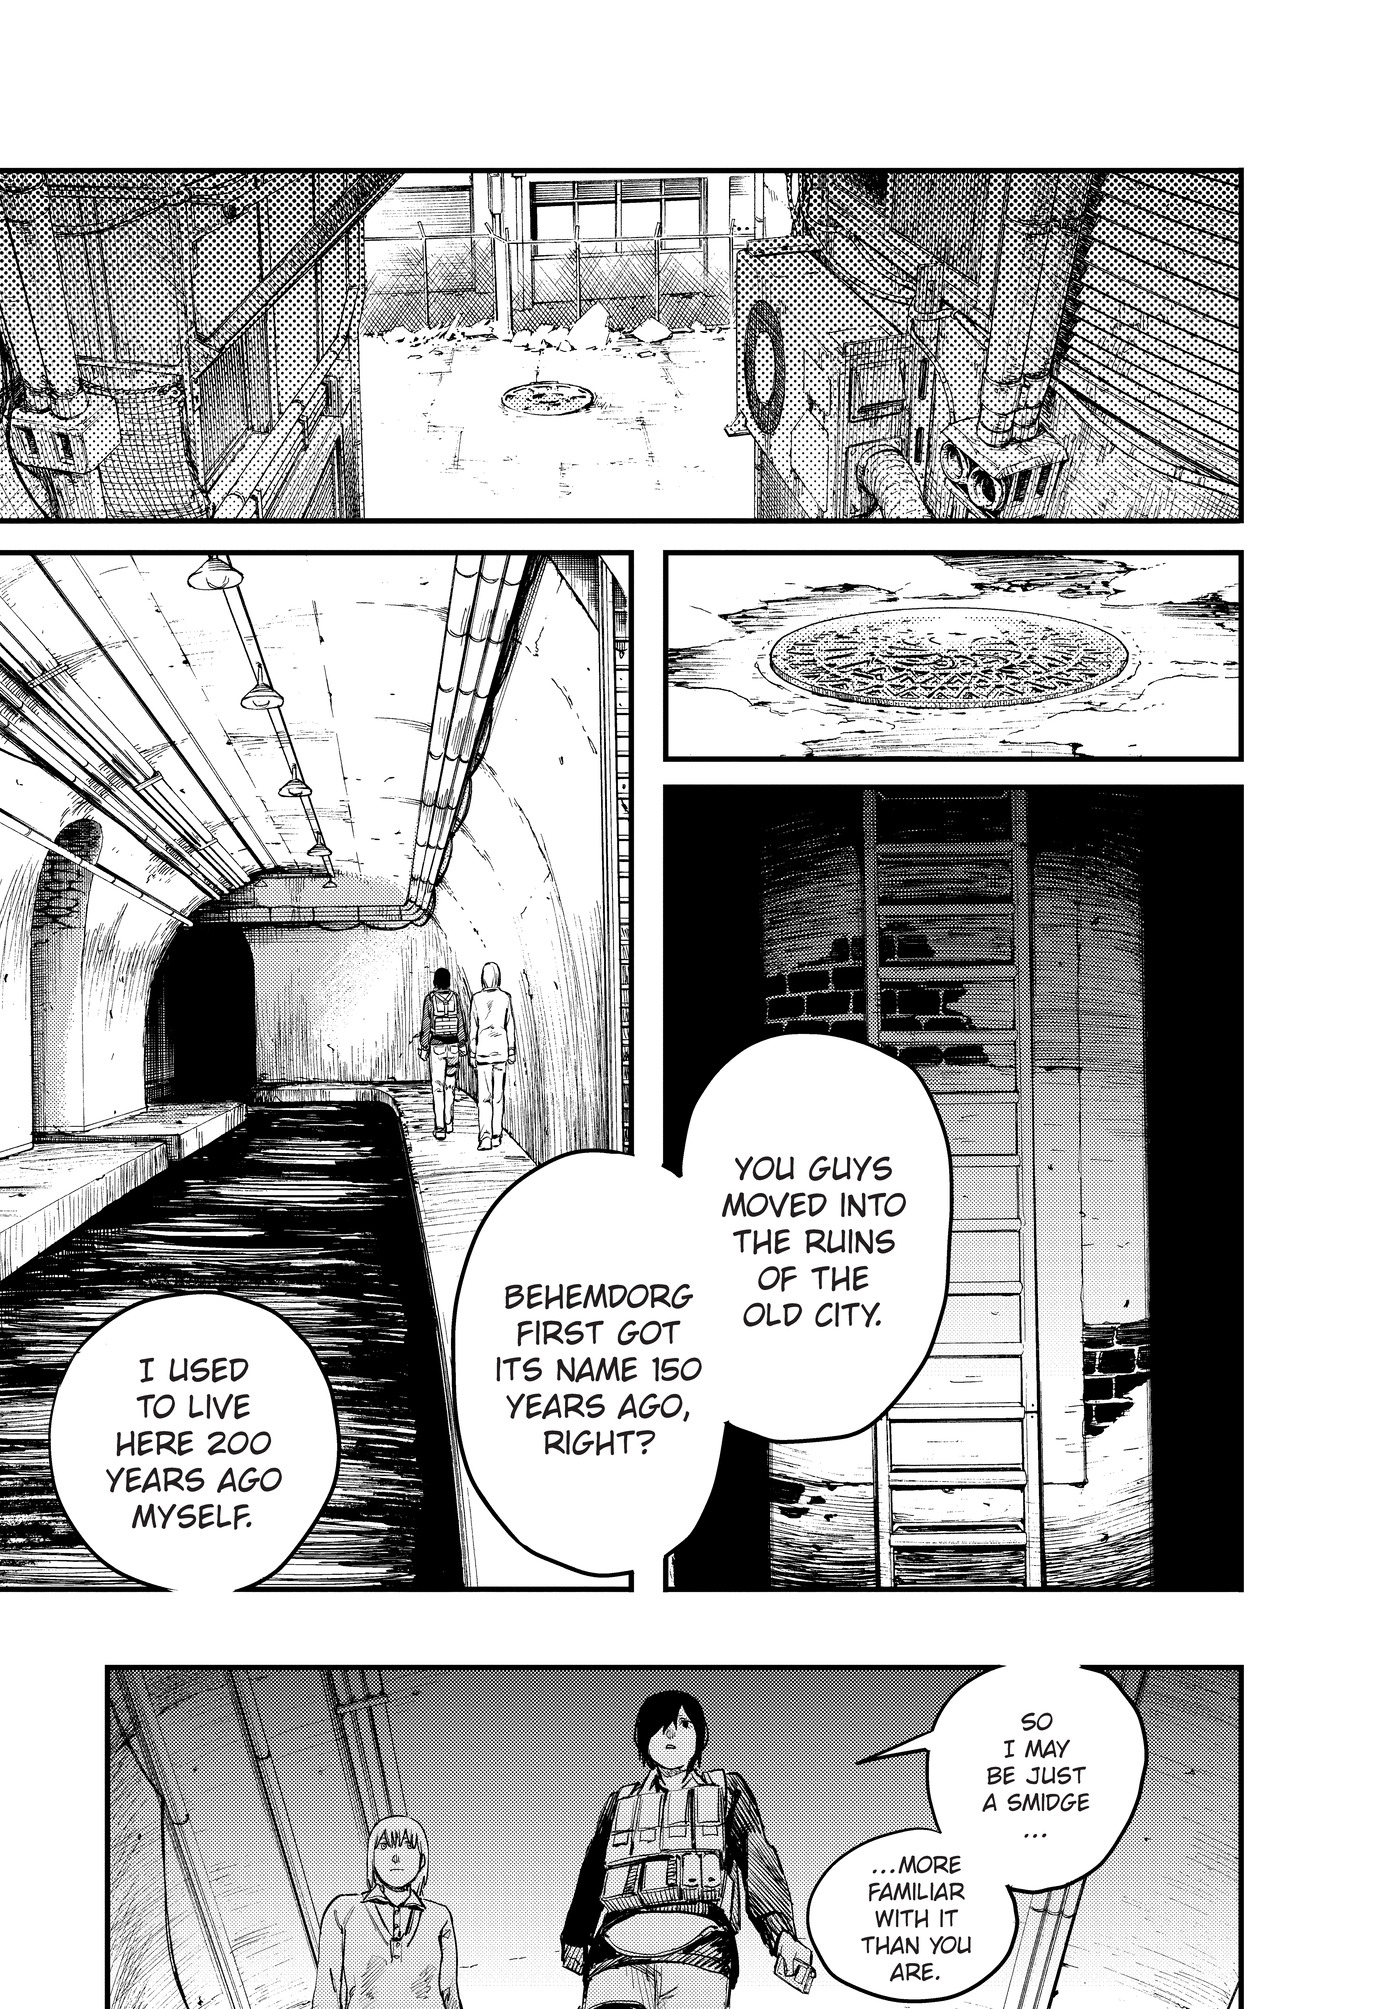 YOU GUYS
MOVED INTO
THE RUINS
OF THE
OLD CITY.
BEHEMDORG
FIRST GOT
ITS NAME 150
YEARS AGO,
RIGHT?
I USED
TO LIVE
HERE 200
YEARS AGO
MYSELF.
SO
I MAY
BE JUST
A SMIDGE
...
...MORE
FAMILIAR
WITH IT
THAN YOU
ARE.